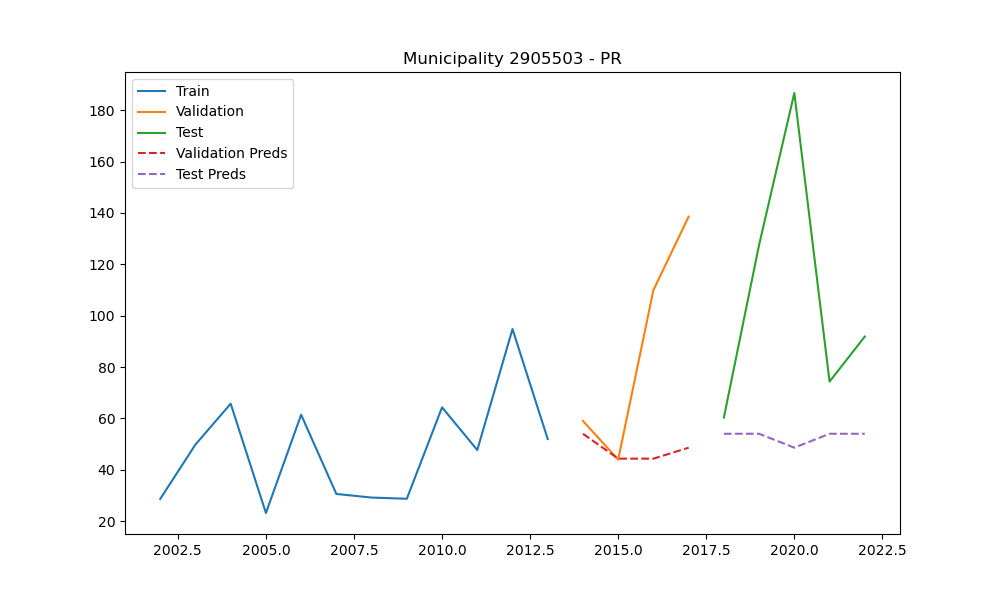 Municipality 2905503 - PR
Train
Validation
Test
Validation Preds
Test Preds
180
160
140
120
100
80
60
40
20
2002.5 2005.0 2007.5 2010.0 2012.5 2015.0 2017.5 2020.0 2022.5